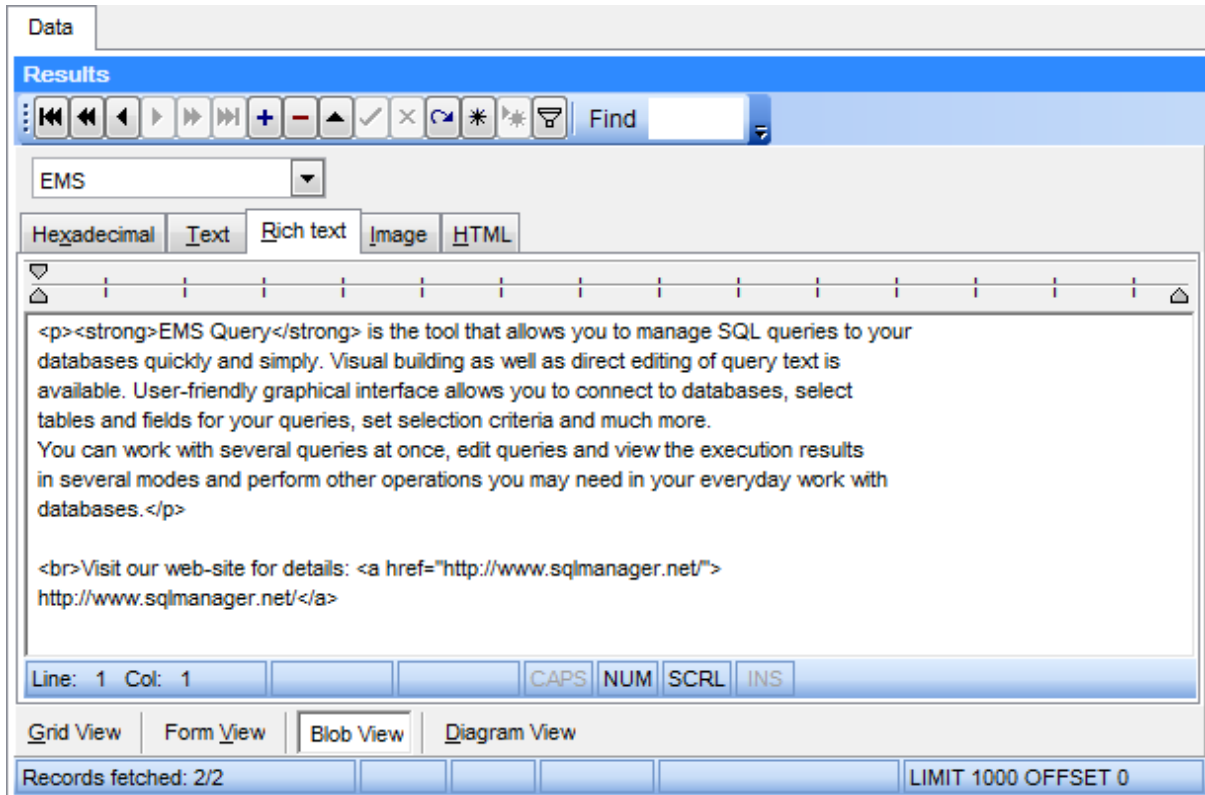 Data
Results
Find
EMS
Hexadecimal Text Rich text Image HTML
<p><strong>EMS Query</strong> is the tool that allows you to manage SQL queries to your
databases quickly and simply. Visual building as well as direct editing of query text is
available. User-friendly graphical interface allows you to connect to databases, select
tables and fields for your queries, set selection criteria and much more.
You can work with several queries at once, edit queries and view the execution results
in several modes and perform other operations you may need in your everyday work with
databases.</p>
<br>Visit our web-site for details: <a href="http://www.sqlmanager.net/">
http://www.sqlmanager.net/</a>
Line: 1 Col: 1 CAPS NUM SCRL INS
Grid View Form View Blob View Diagram View
Records fetched: 2/2 LIMIT 1000 OFFSET 0